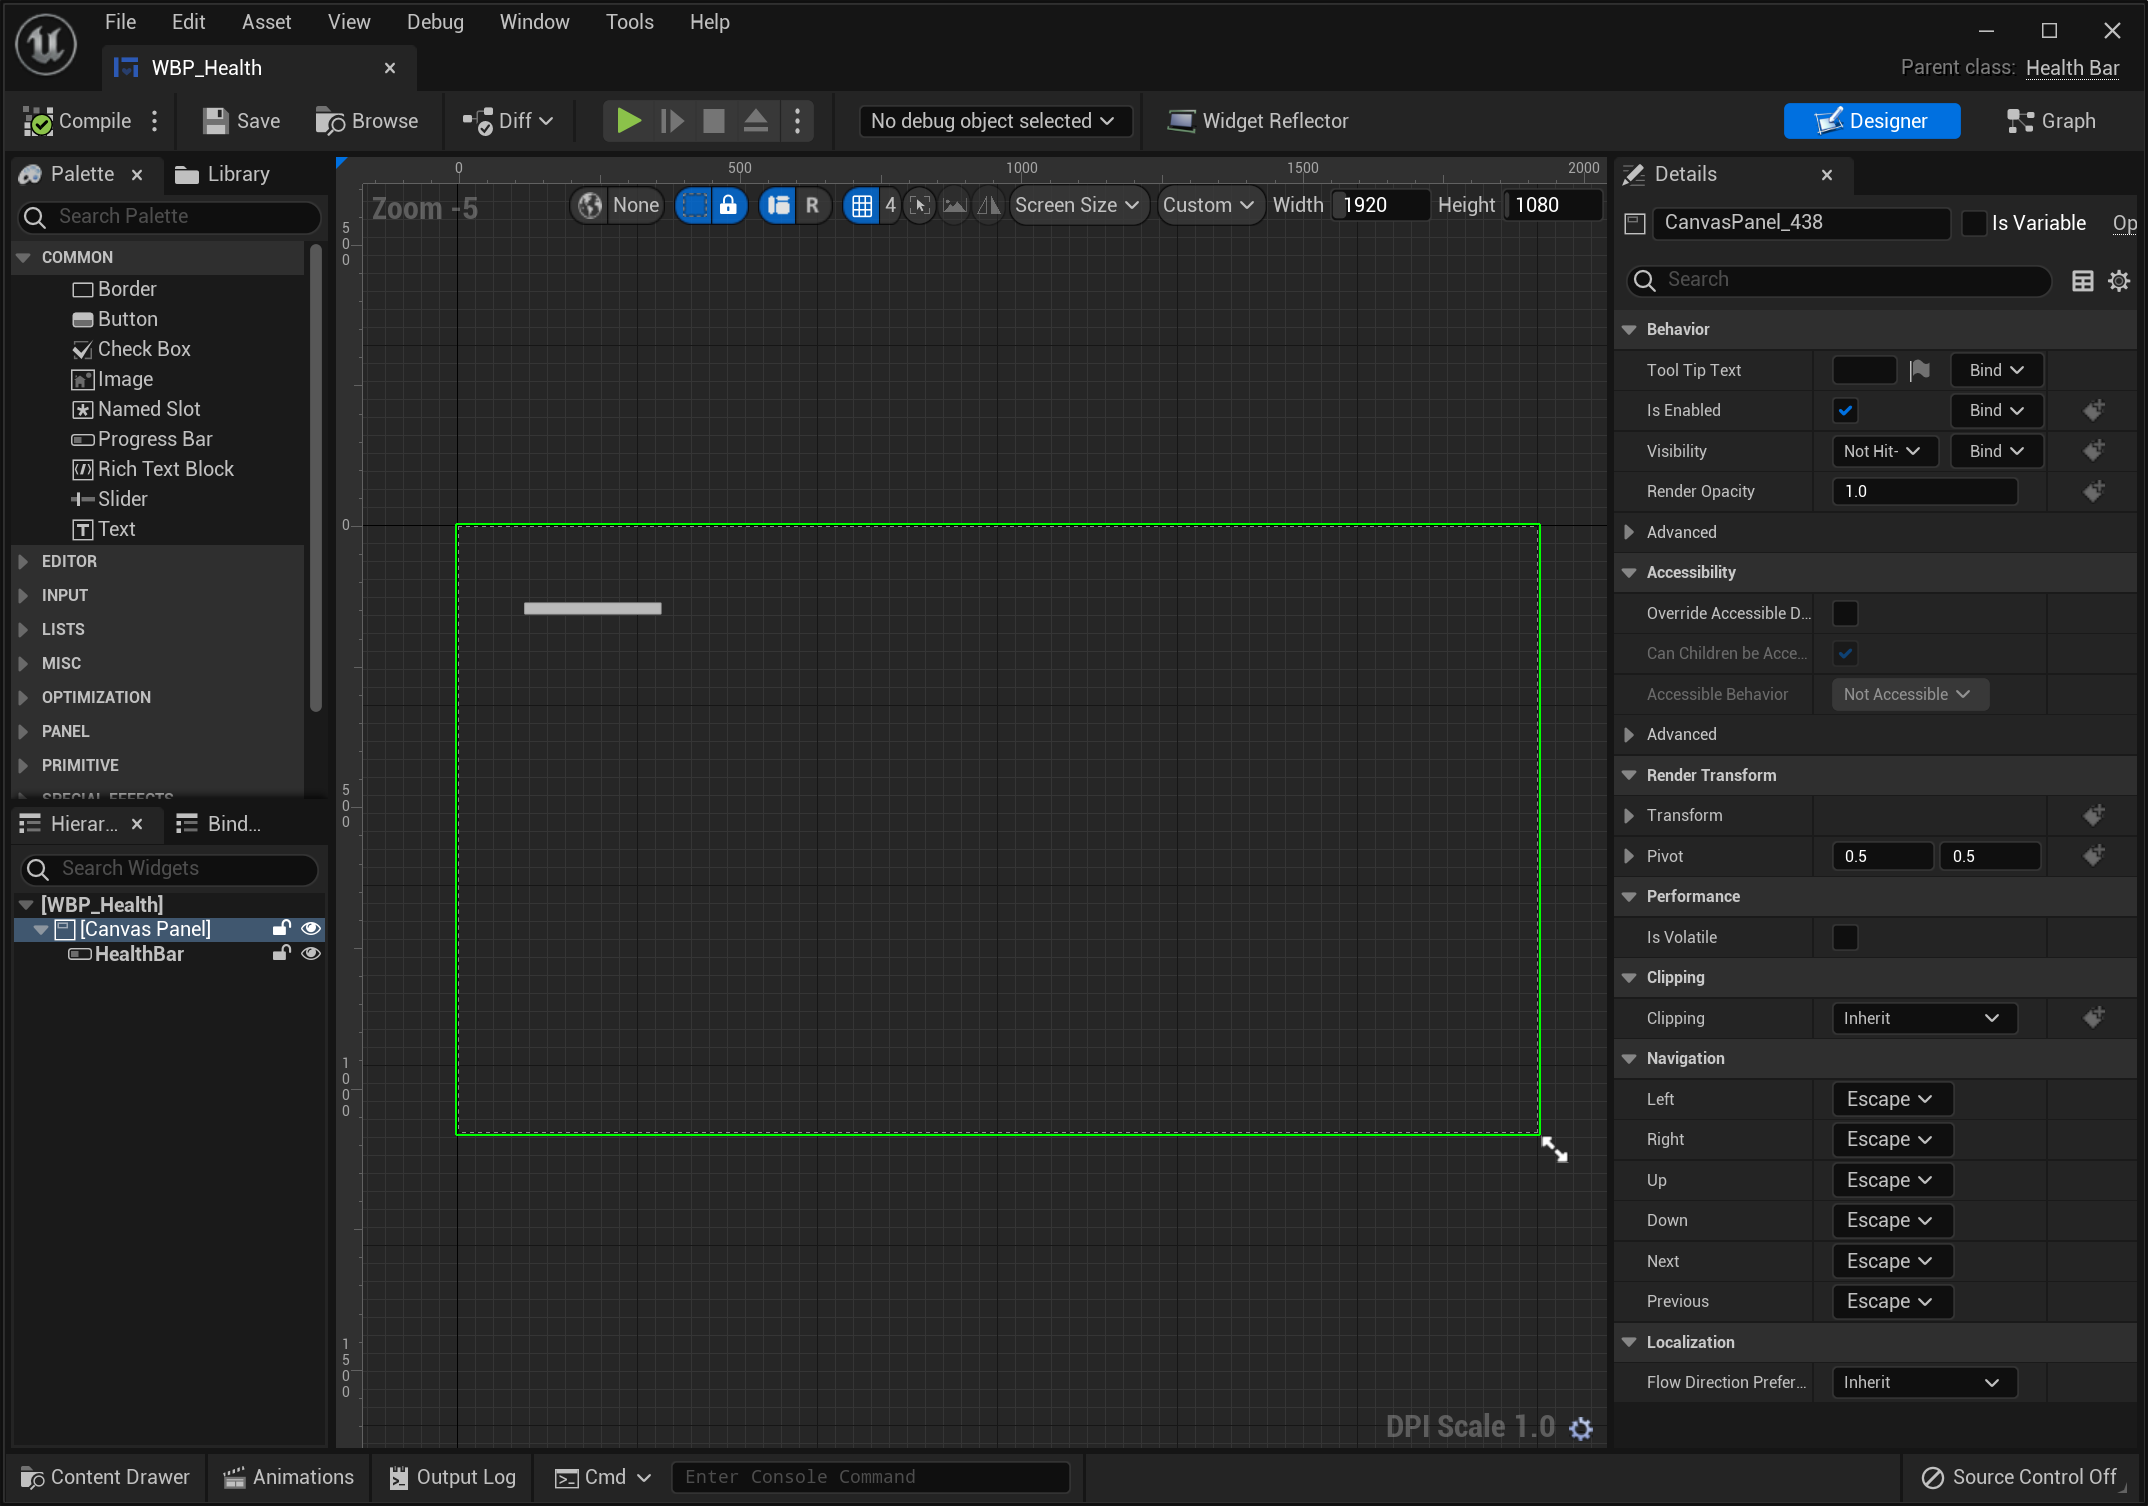 File Edit Asset View Debug Window Tools Help
WBP_Health
Parent class: Health Bar
Compile Save Browse Diff No debug object selected Widget Reflector Designer Graph
Palette Library
Search Palette
COMMON
Border
Button
Check Box
Image
Named Slot
Progress Bar
Rich Text Block
Slider
Text
EDITOR
INPUT
LISTS
MISC
OPTIMIZATION
PANEL
PRIMITIVE
SPECIAL EFFECTS
Hierar... Bind...
Search Widgets
[WBP_Health]
[Canvas Panel]
HealthBar
0 500 1000 1500 2000
Zoom -5 None R 4 Screen Size Custom Width 1920 Height 1080
500
0
500
1000
1500
DPI Scale 1.0
Details
CanvasPanel_438 Is Variable Op
Search
Behavior
Tool Tip Text Bind
Is Enabled Bind
Visibility Not Hit- Bind
Render Opacity 1.0
Advanced
Accessibility
Override Accessible D...
Can Children be Acce...
Accessible Behavior Not Accessible
Advanced
Render Transform
Transform
Pivot 0.5 0.5
Performance
Is Volatile
Clipping
Clipping Inherit
Navigation
Left Escape
Right Escape
Up Escape
Down Escape
Next Escape
Previous Escape
Localization
Flow Direction Prefer... Inherit
Content Drawer Animations Output Log Cmd Enter Console Command Source Control Off